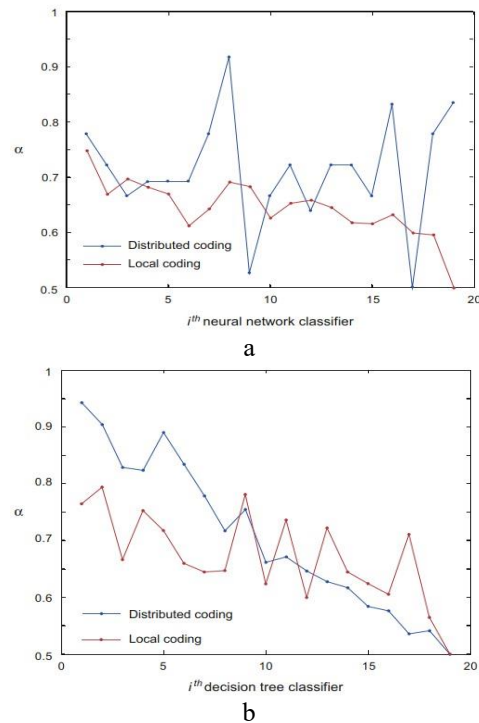 1
0.9
0.8
α
0.7
0.6
Distributed coding
Local coding
0.5
0 5 10 15 20
iᵗʰ neural network classifier
a
1
0.9
0.8
α
0.7
0.6
Distributed coding
Local coding
0.5
0 5 10 15 20
iᵗʰ decision tree classifier
b